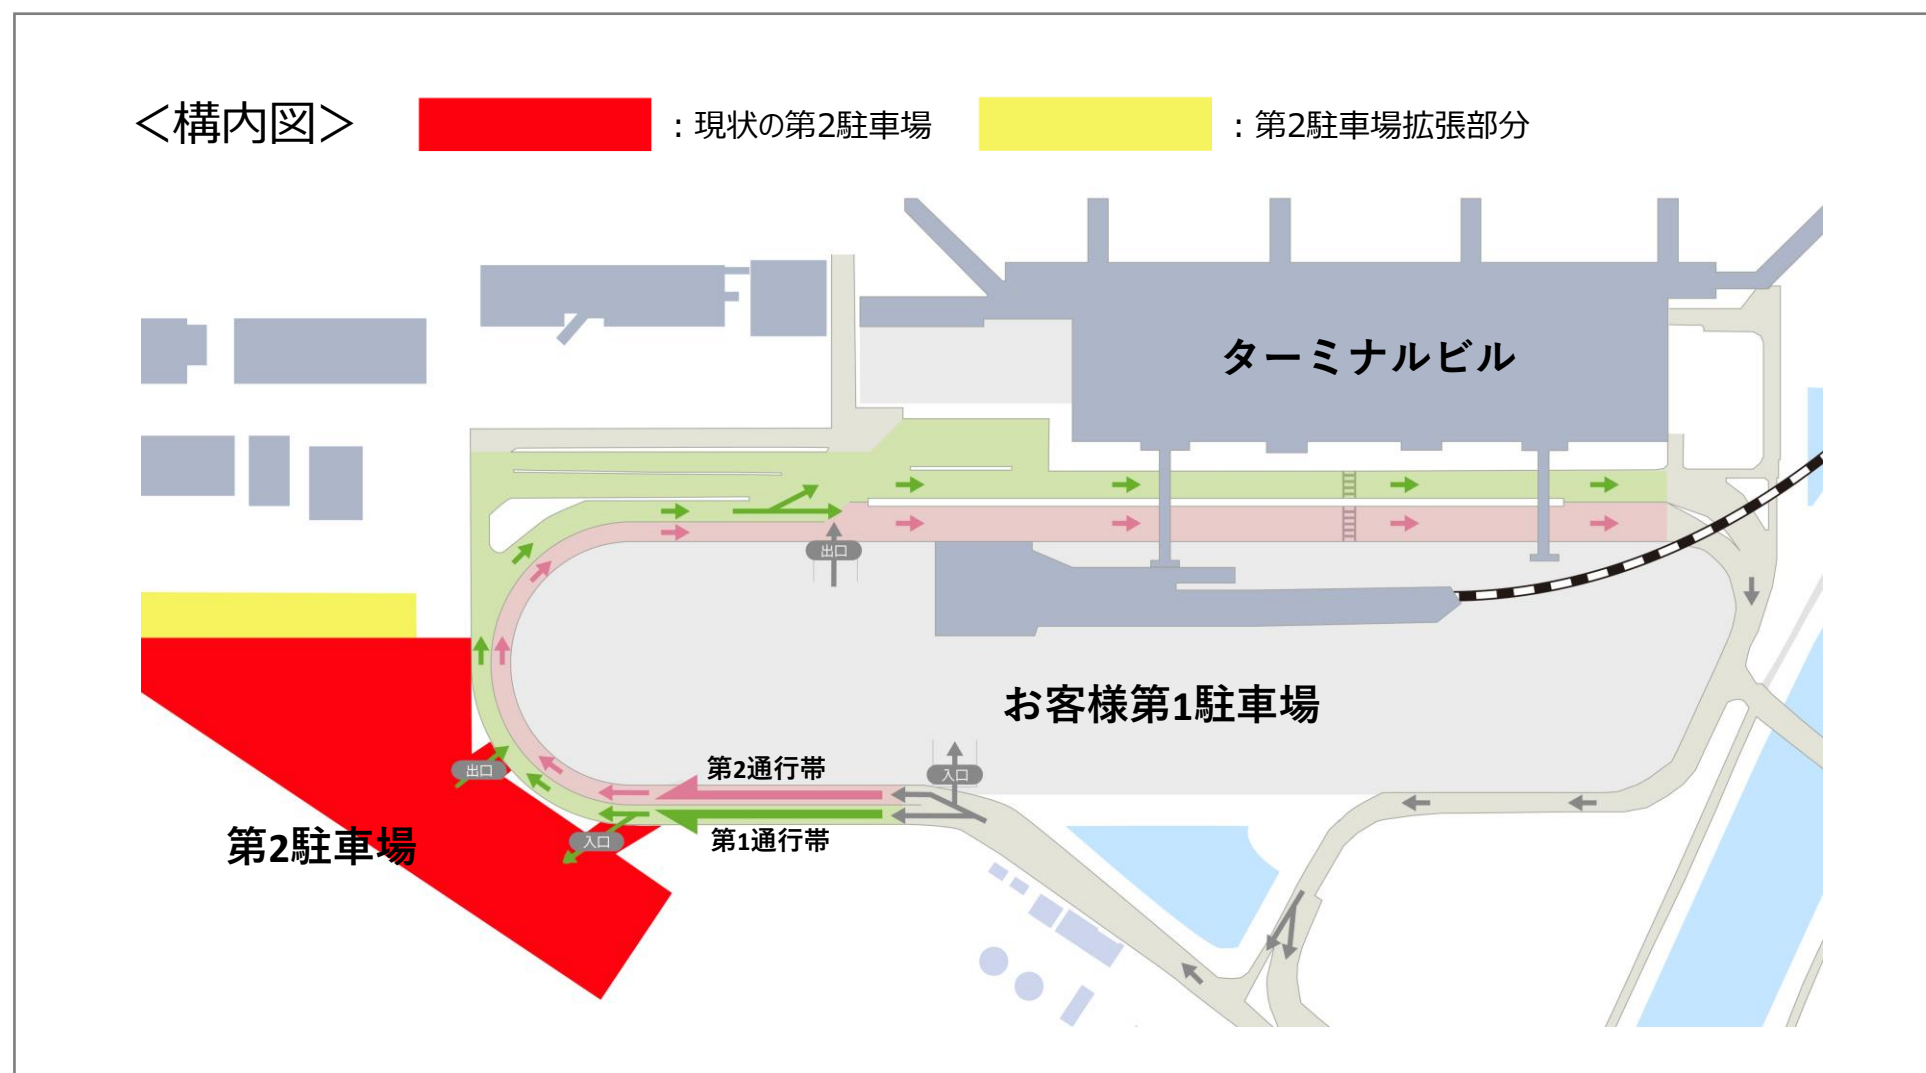 ＜構内図＞
：現状の第2駐車場
：第2駐車場拡張部分
ターミナルビル
出口
お客様第1駐車場
第2通行帯
入口
出口
第1通行帯
入口
第2駐車場